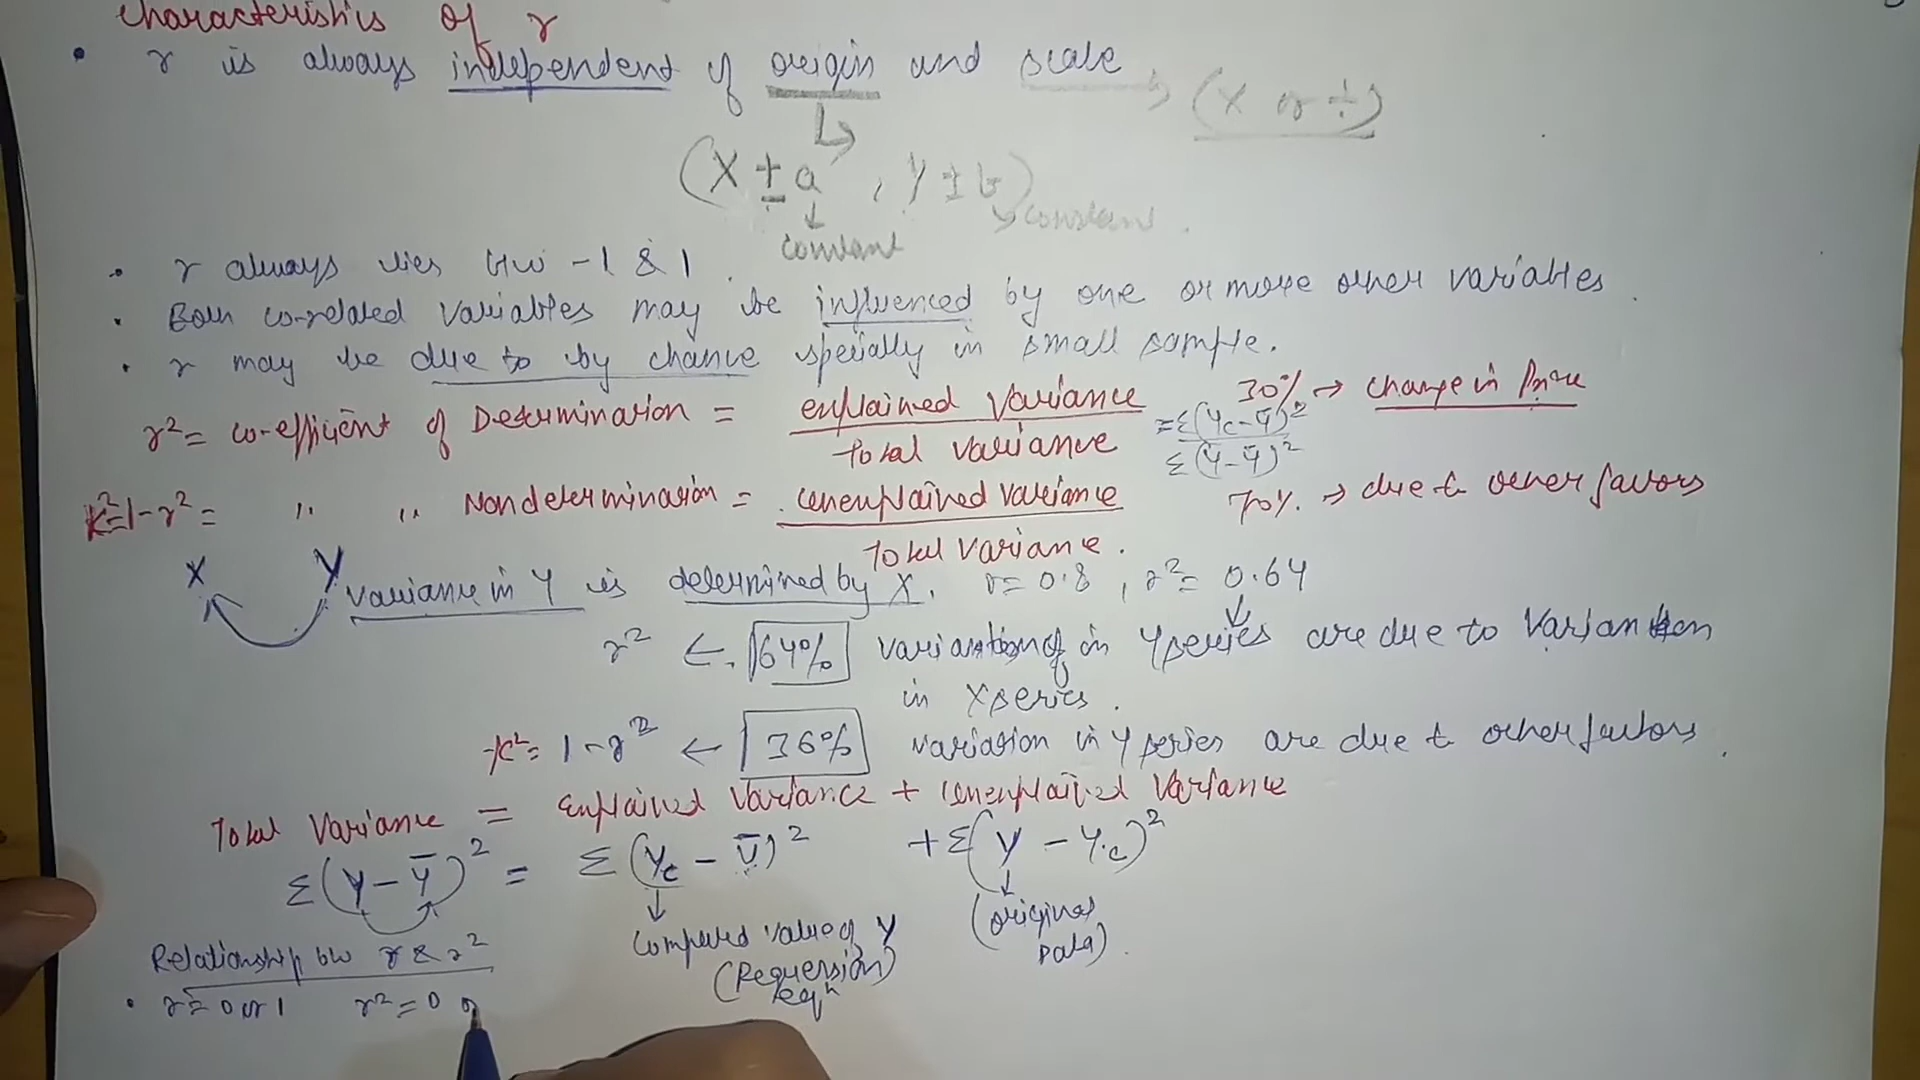 Characteristics of r
• r is always independent of origin and scale → (X or ÷)
(X ± a , Y ± b)
constant
constant
• r always lies btw -1 & 1.
• Both co-related variables may be influenced by one or more other variables.
• r may be due to by chance specially in small sample.
r² = co-efficient of Determination = explained variance / Total variance = Σ(Yc-Ȳ)² / Σ(Y-Ȳ)² 30% → change in Price
K²=1-r² = " " Nondetermination = unexplained variance / Total variance. 70% → due to other factors
X Y variance in Y is determined by X. r = 0.8 , r² = 0.64
r² ← 64% variation in Y series are due to variation
in X series.
K² = 1-r² ← 36% variation in Y series are due to other factors.
Total Variance = Explained Variance + Unexplained Variance
Σ(Y-Ȳ)² = Σ(Yc - Ȳ)² + Σ(Y - Yc)²
Computed value of Y
(Regression)
eqn
(original
Data).
Relationship bw r & r²
• r = 0 or 1 r² = 0 o